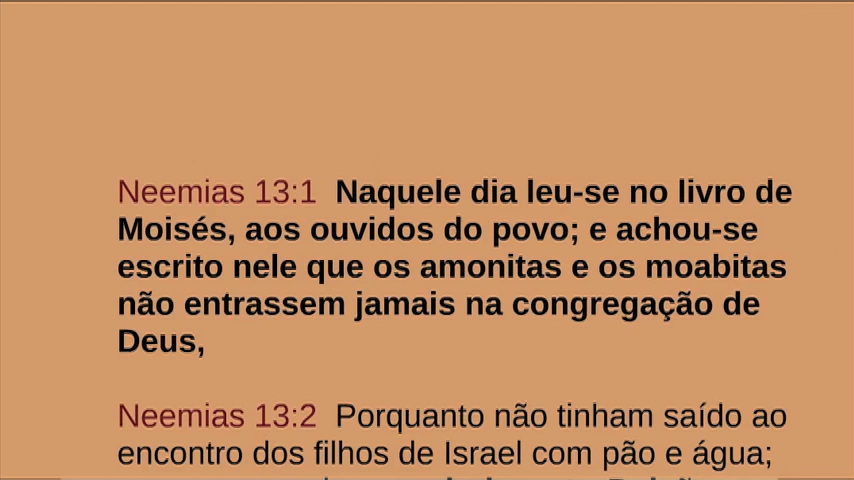 Neemias 13:1 Naquele dia leu-se no livro de
Moisés, aos ouvidos do povo; e achou-se
escrito nele que os amonitas e os moabitas
não entrassem jamais na congregação de
Deus,
Neemias 13:2 Porquanto não tinham saído ao
encontro dos filhos de Israel com pão e água;